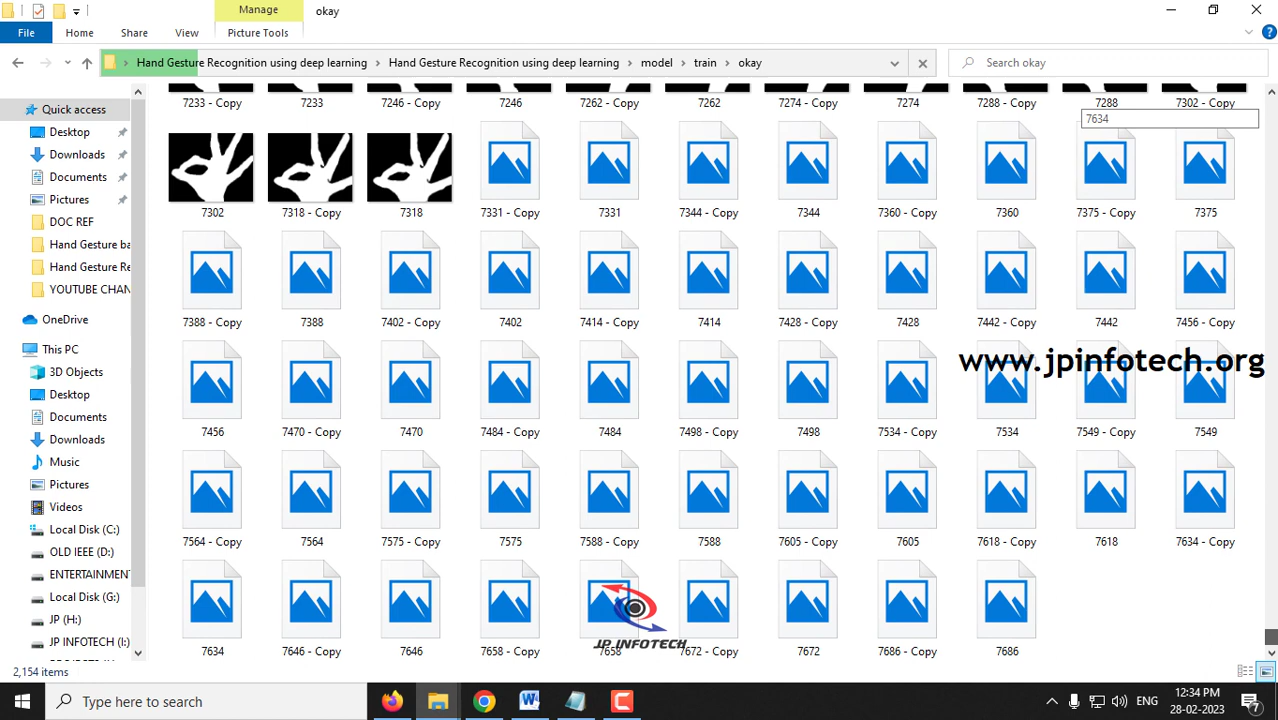 Manage
okay
File
Home
Share
View
Picture Tools
Hand Gesture Recognition using deep learning
Hand Gesture Recognition using deep learning
model
train
okay
Search okay
Quick access
Desktop
Downloads
Documents
Pictures
DOC REF
Hand Gesture ba
Hand Gesture Re
YOUTUBE CHAN
OneDrive
This PC
3D Objects
Desktop
Documents
Downloads
Music
Pictures
Videos
Local Disk (C:)
OLD IEEE (D:)
ENTERTAINMENT
Local Disk (G:)
JP (H:)
JP INFOTECH (I:)
7233 - Copy 7233 7246 - Copy 7246 7262 - Copy 7262 7274 - Copy 7274 7288 - Copy 7288 7302 - Copy
7634
7302 7318 - Copy 7318 7331 - Copy 7331 7344 - Copy 7344 7360 - Copy 7360 7375 - Copy 7375
7388 - Copy 7388 7402 - Copy 7402 7414 - Copy 7414 7428 - Copy 7428 7442 - Copy 7442 7456 - Copy
www.jpinfotech.org
7456 7470 - Copy 7470 7484 - Copy 7484 7498 - Copy 7498 7534 - Copy 7534 7549 - Copy 7549
7564 - Copy 7564 7575 - Copy 7575 7588 - Copy 7588 7605 - Copy 7605 7618 - Copy 7618 7634 - Copy
JP INFOTECH
7634 7646 - Copy 7646 7658 - Copy 7658 7672 - Copy 7672 7686 - Copy 7686
2,154 items
Type here to search
ENG
12:34 PM
28-02-2023
7